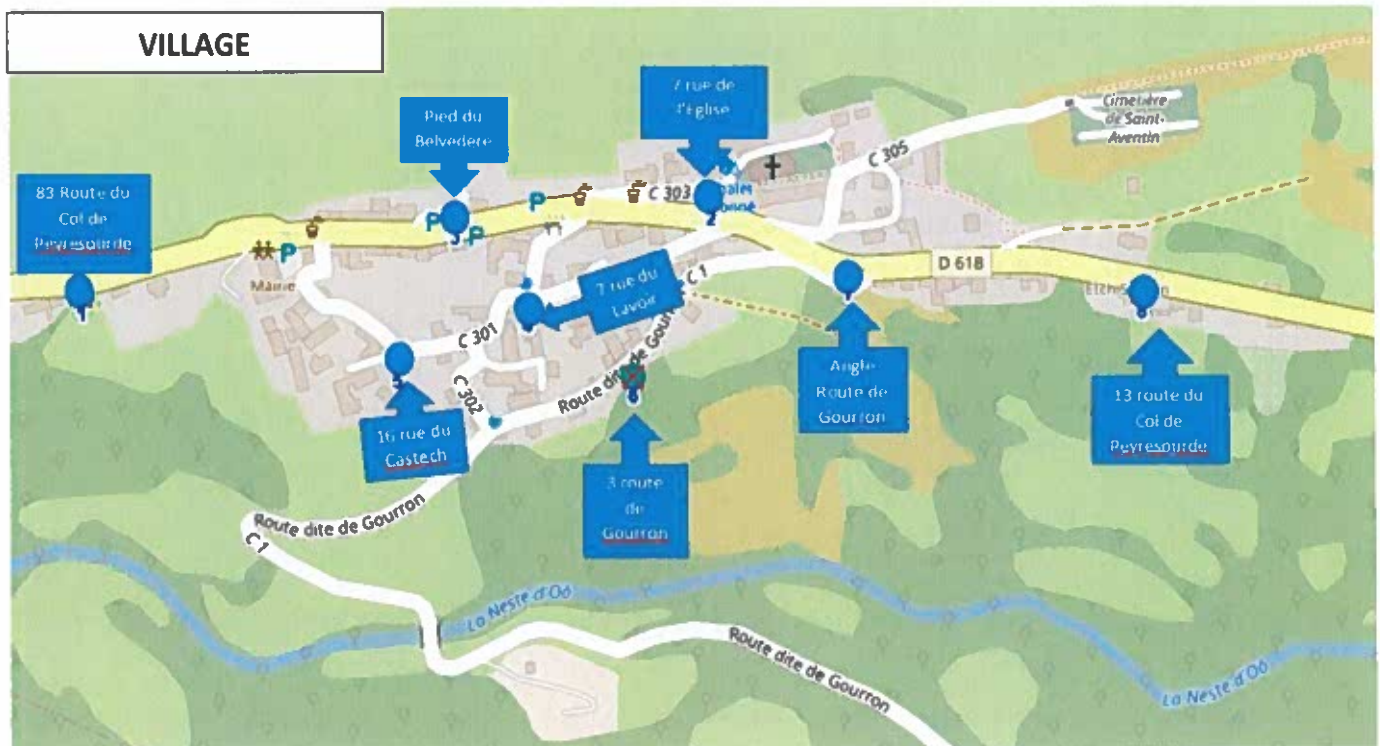 VILLAGE
7 rue de
l'Eglise
Pied du
Belvedere
83 Route du
Col de
Peyresourde
Cimetière
de Saint-
Aventin
C 305
P
C 303
P
P
P
2
Mairie
D 618
C 1
7 rue du
Lavoir
C 301
C 302
Route dite de Gourron
16 rue du
Castech
3 route
de
Gourron
Angle
Route de
Gourron
13 route du
Col de
Peyresourde
Route dite de Gourron
C 1
La Neste d'Oô
Route dite de Gourron
La Neste d'Oô